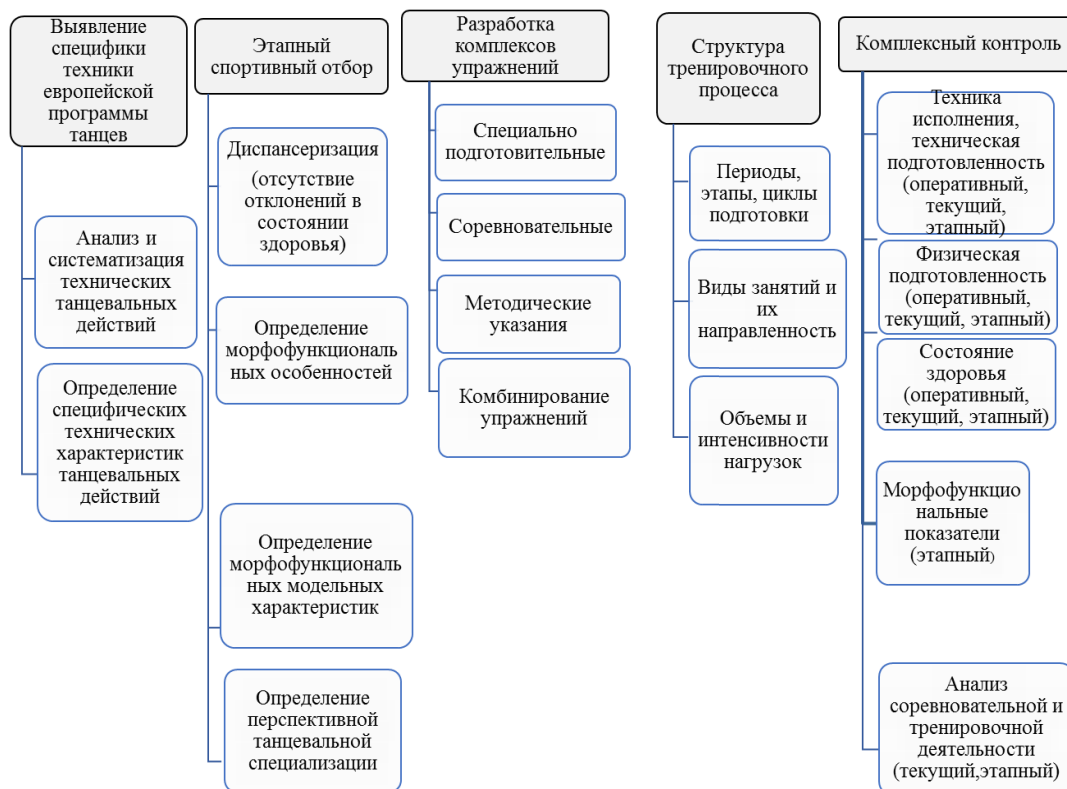 Выявление
специфики
техники
европейской
программы
танцев
Анализ и
систематизация
технических
танцевальных
действий
Определение
специфических
технических
характеристик
танцевальных
действий
Этапный
спортивный отбор
Диспансеризация
(отсутствие
отклонений в
состоянии
здоровья)
Определение
морфофункциональ
ных особенностей
Определение
морфофункциональ
ных модельных
характеристик
Определение
перспективной
танцевальной
специализации
Разработка
комплексов
упражнений
Специально
подготовительные
Соревновательные
Методические
указания
Комбинирование
упражнений
Структура
тренировочного
процесса
Периоды,
этапы, циклы
подготовки
Виды занятий и
их
направленность
Объемы и
интенсивности
нагрузок
Комплексный контроль
Техника
исполнения,
техническая
подготовленность
(оперативный,
текущий,
этапный)
Физическая
подготовленность
(оперативный,
текущий, этапный)
Состояние
здоровья
(оперативный,
текущий, этапный)
Морфофункцио
нальные
показатели
(этапный)
Анализ
соревновательной и
тренировочной
деятельности
(текущий,этапный)